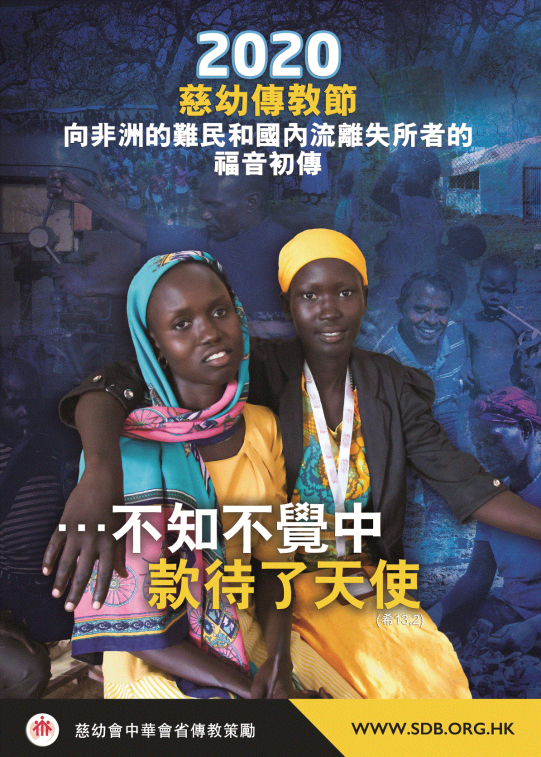 2020
慈幼傳教節
向非洲的難民和國內流離失所者的
福音初傳
…不知不覺中
款待了天使
(希13,2)
慈幼會中華會省傳教策勵
WWW.SDB.ORG.HK